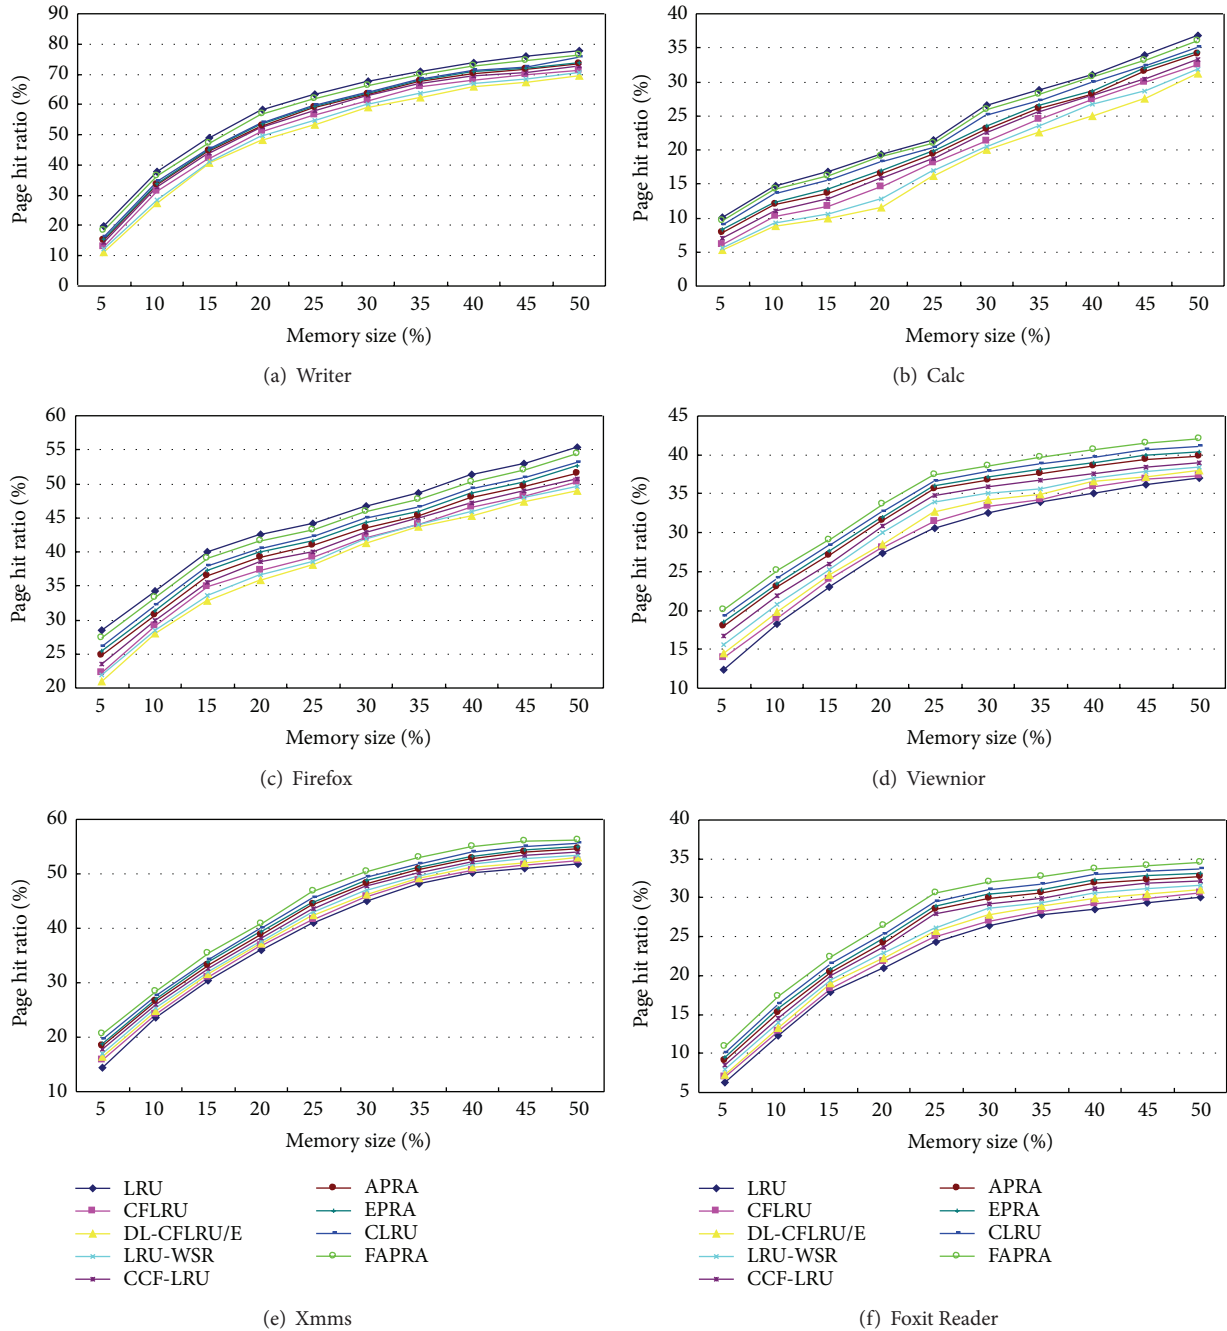 90
80
70
60
50
40
30
20
10
0
Page hit ratio (%)
5 10 15 20 25 30 35 40 45 50
Memory size (%)
(a) Writer
40
35
30
25
20
15
10
5
0
Page hit ratio (%)
5 10 15 20 25 30 35 40 45 50
Memory size (%)
(b) Calc
60
55
50
45
40
35
30
25
20
Page hit ratio (%)
5 10 15 20 25 30 35 40 45 50
Memory size (%)
(c) Firefox
45
40
35
30
25
20
15
10
Page hit ratio (%)
5 10 15 20 25 30 35 40 45 50
Memory size (%)
(d) Viewnior
60
50
40
30
20
10
Page hit ratio (%)
5 10 15 20 25 30 35 40 45 50
Memory size (%)
LRU
CFLRU
DL-CFLRU/E
LRU-WSR
CCF-LRU
APRA
EPRA
CLRU
FAPRA
(e) Xmms
40
35
30
25
20
15
10
5
Page hit ratio (%)
5 10 15 20 25 30 35 40 45 50
Memory size (%)
LRU
CFLRU
DL-CFLRU/E
LRU-WSR
CCF-LRU
APRA
EPRA
CLRU
FAPRA
(f) Foxit Reader